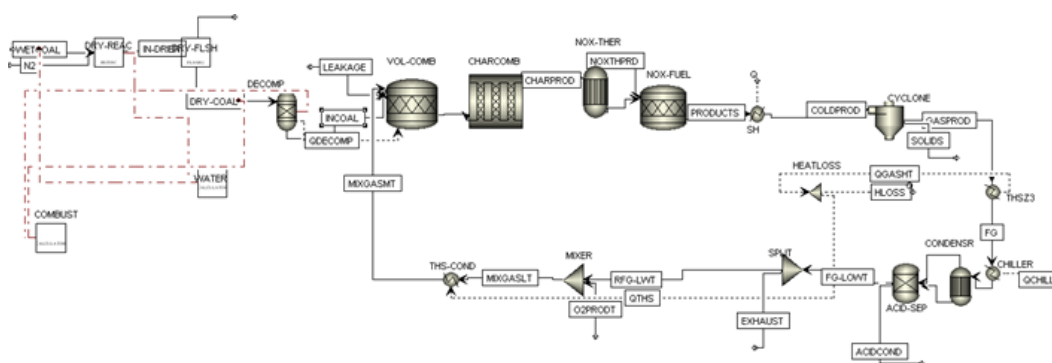 WETCOAL
N2
DRY-REAC
IN-DRIER
DRY-FLSH
DRY-COAL
DECOMP
WATER
COMBUST
LEAKAGE
INCOAL
QDECOMP
MIXGASMT
VOL-COMB
CHARCOMB
CHARPROD
NOX-THER
NOXTHPRD
NOX-FUEL
PRODUCTS
Q
SH
COLDPROD
CYCLONE
GASPROD
SOLIDS
HEATLOSS
QGASHT
HLOSS
THSZ3
FG
CONDENSR
CHILLER
QCHILL
ACID-SEP
ACIDCOND
FG-LOWT
SPLIT
EXHAUST
RFG-LWT
QTHS
MIXER
O2PRODT
MIXGASLT
THS-COND